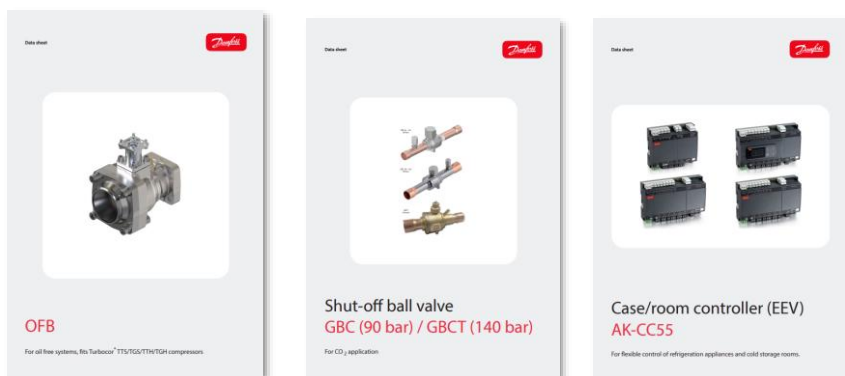 Data sheet
Danfoss
OFB
For oil free systems, fits Turbocor® TTS/TGS/TTH/TGH compressors
Data sheet
Danfoss
Shut-off ball valve
GBC (90 bar) / GBCT (140 bar)
For CO₂ application
Data sheet
Danfoss
Case/room controller (EEV)
AK-CC55
For flexible control of refrigeration appliances and cold storage rooms.